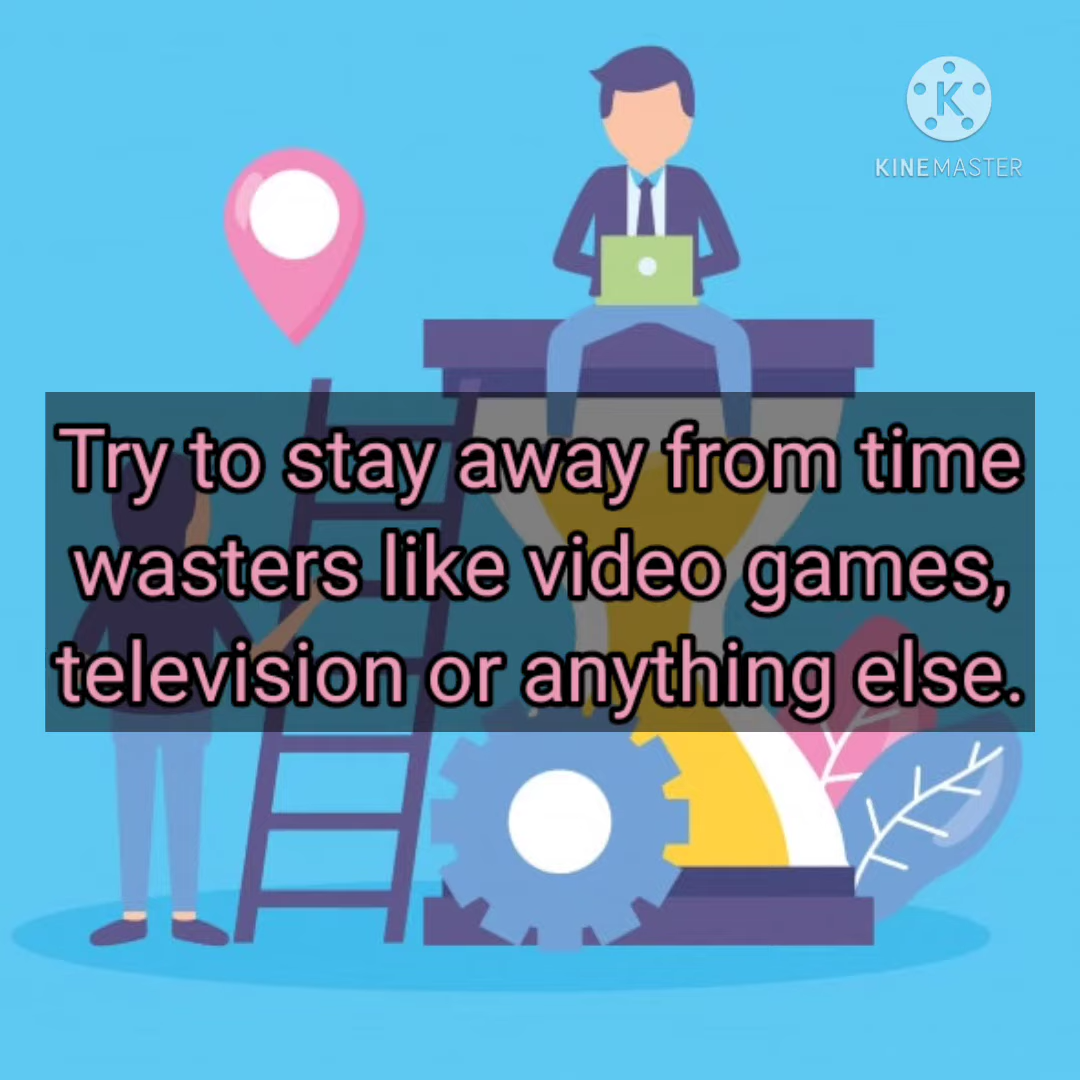 K
KINEMASTER
Try to stay away from time
wasters like video games,
television or anything else.